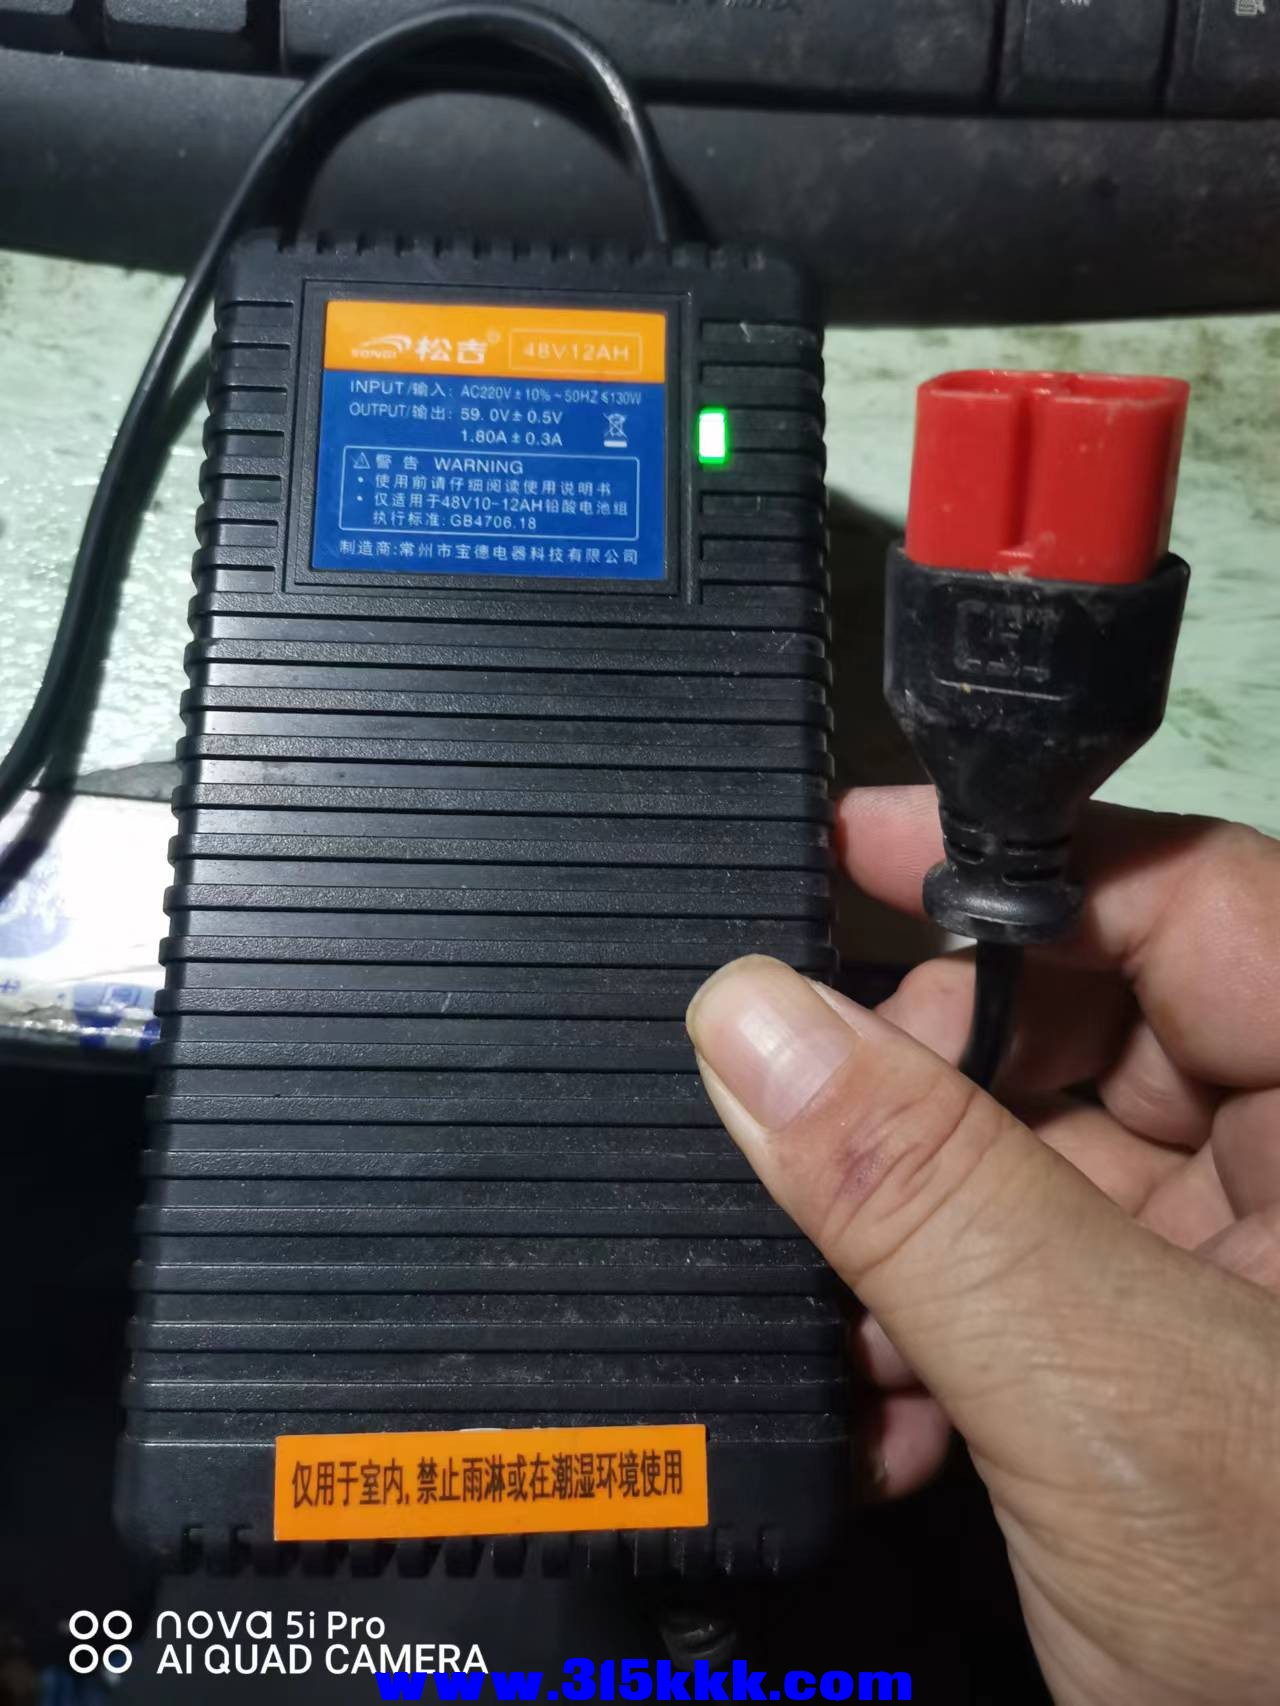 SONGI 松吉® 48V12AH
INPUT/输入: AC220V±10%~50HZ≤130W
OUTPUT/输出: 59.0V±0.5V
1.80A±0.3A
警告 WARNING
• 使用前请仔细阅读使用说明书
• 仅适用于48V10-12AH铅酸电池组
执行标准: GB4706.18
制造商:常州市宝德电器科技有限公司
仅用于室内,禁止雨淋或在潮湿环境使用
nova 5i Pro
AI QUAD CAMERA
www.315kkk.com